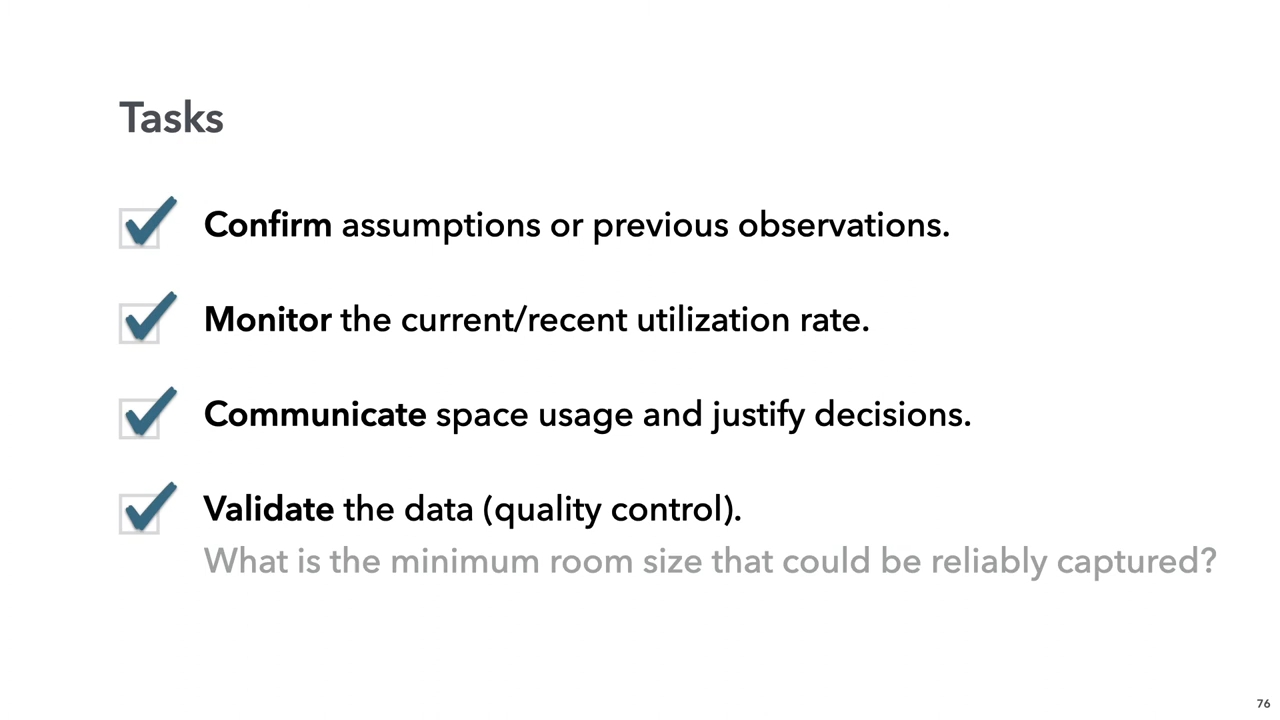 Tasks
Confirm assumptions or previous observations.
Monitor the current/recent utilization rate.
Communicate space usage and justify decisions.
Validate the data (quality control).
What is the minimum room size that could be reliably captured?
76